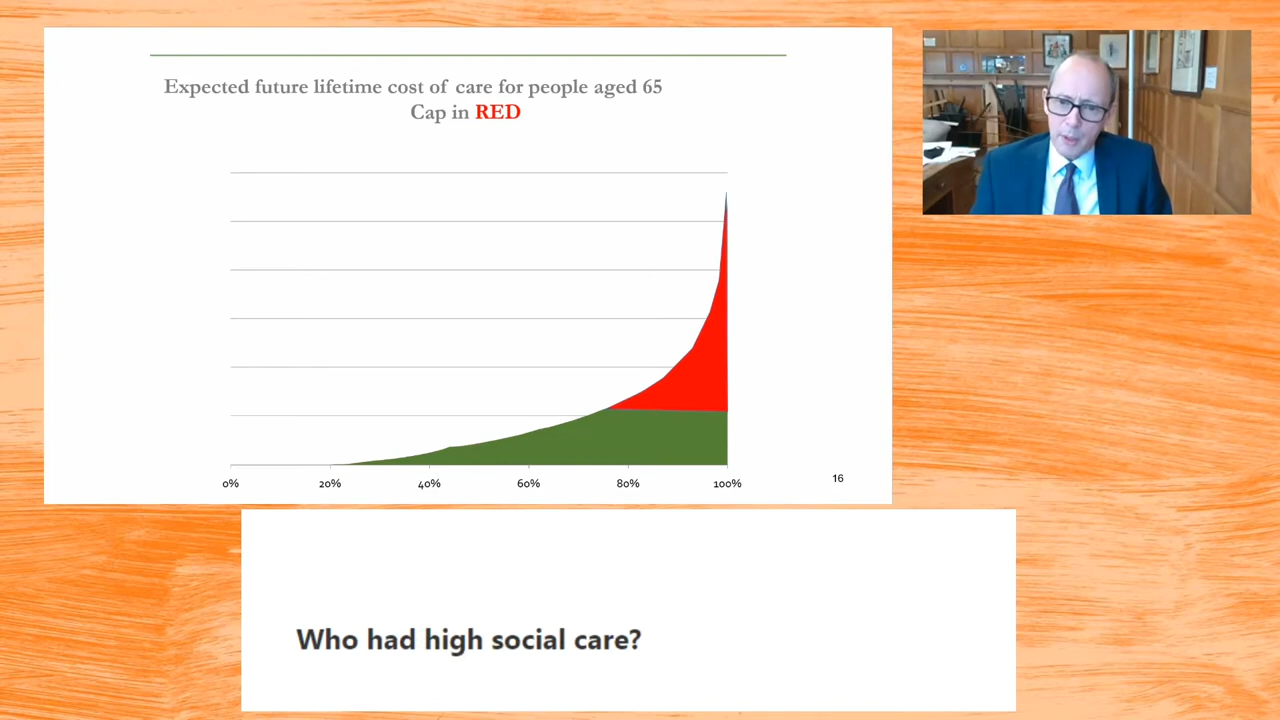 Expected future lifetime cost of care for people aged 65
Cap in RED
0% 20% 40% 60% 80% 100%
16
Who had high social care?